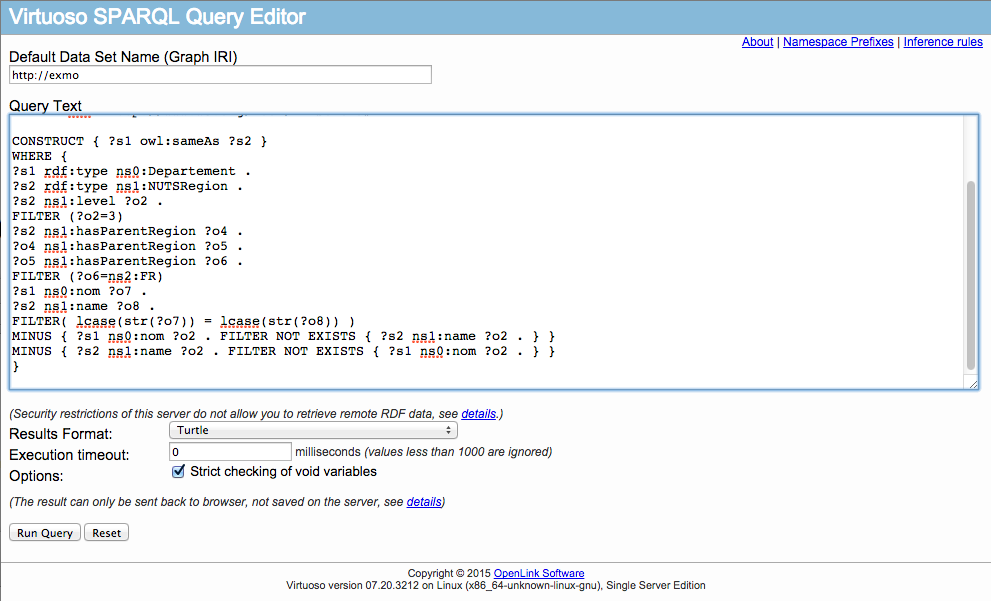 Virtuoso SPARQL Query Editor
About | Namespace Prefixes | Inference rules
Default Data Set Name (Graph IRI)
http://exmo
Query Text
CONSTRUCT { ?s1 owl:sameAs ?s2 }
WHERE {
?s1 rdf:type ns0:Departement .
?s2 rdf:type ns1:NUTSRegion .
?s2 ns1:level ?o2 .
FILTER (?o2=3)
?s2 ns1:hasParentRegion ?o4 .
?o4 ns1:hasParentRegion ?o5 .
?o5 ns1:hasParentRegion ?o6 .
FILTER (?o6=ns2:FR)
?s1 ns0:nom ?o7 .
?s2 ns1:name ?o8 .
FILTER( lcase(str(?o7)) = lcase(str(?o8)) )
MINUS { ?s1 ns0:nom ?o2 . FILTER NOT EXISTS { ?s2 ns1:name ?o2 . } }
MINUS { ?s2 ns1:name ?o2 . FILTER NOT EXISTS { ?s1 ns0:nom ?o2 . } }
}
(Security restrictions of this server do not allow you to retrieve remote RDF data, see details.)
Results Format: Turtle
Execution timeout: 0 milliseconds (values less than 1000 are ignored)
Options: Strict checking of void variables
(The result can only be sent back to browser, not saved on the server, see details)
Run Query Reset
Copyright © 2015 OpenLink Software
Virtuoso version 07.20.3212 on Linux (x86_64-unknown-linux-gnu), Single Server Edition